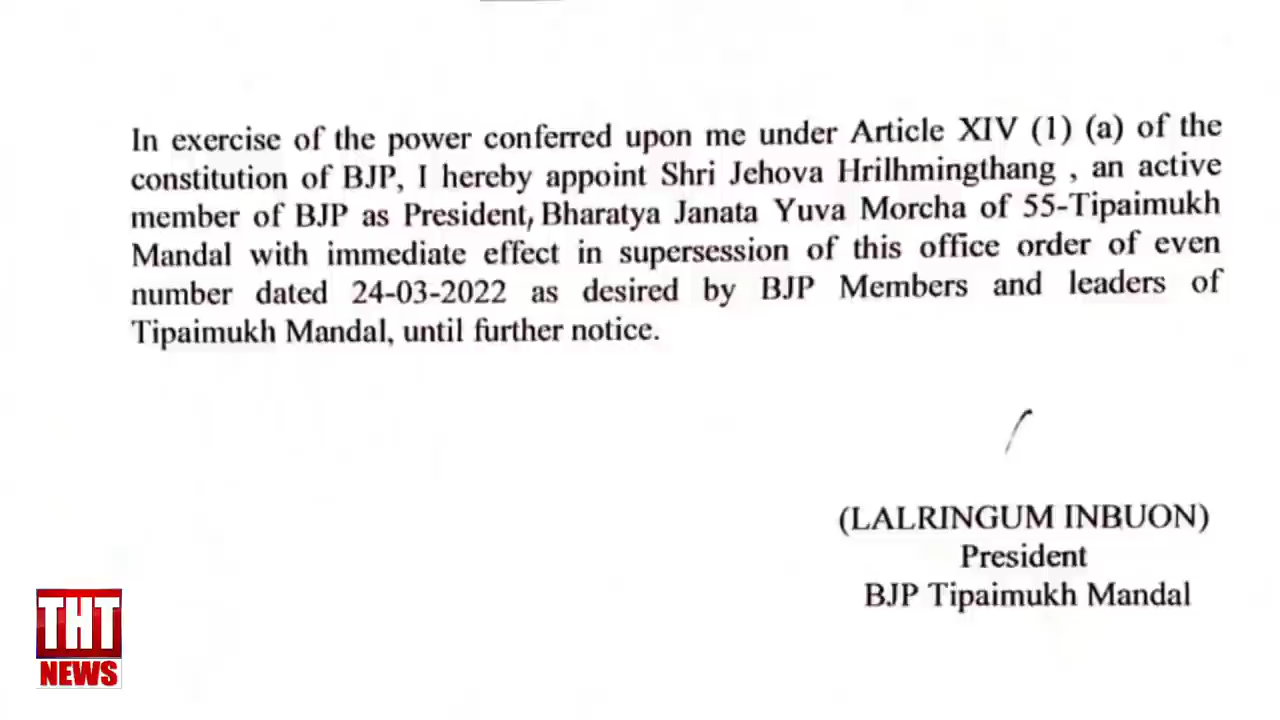 In exercise of the power conferred upon me under Article XIV (1) (a) of the
constitution of BJP, I hereby appoint Shri Jehova Hrilhmingthang , an active
member of BJP as President, Bharatya Janata Yuva Morcha of 55-Tipaimukh
Mandal with immediate effect in supersession of this office order of even
number dated 24-03-2022 as desired by BJP Members and leaders of
Tipaimukh Mandal, until further notice.
(LALRINGUM INBUON)
President
BJP Tipaimukh Mandal
THT
NEWS